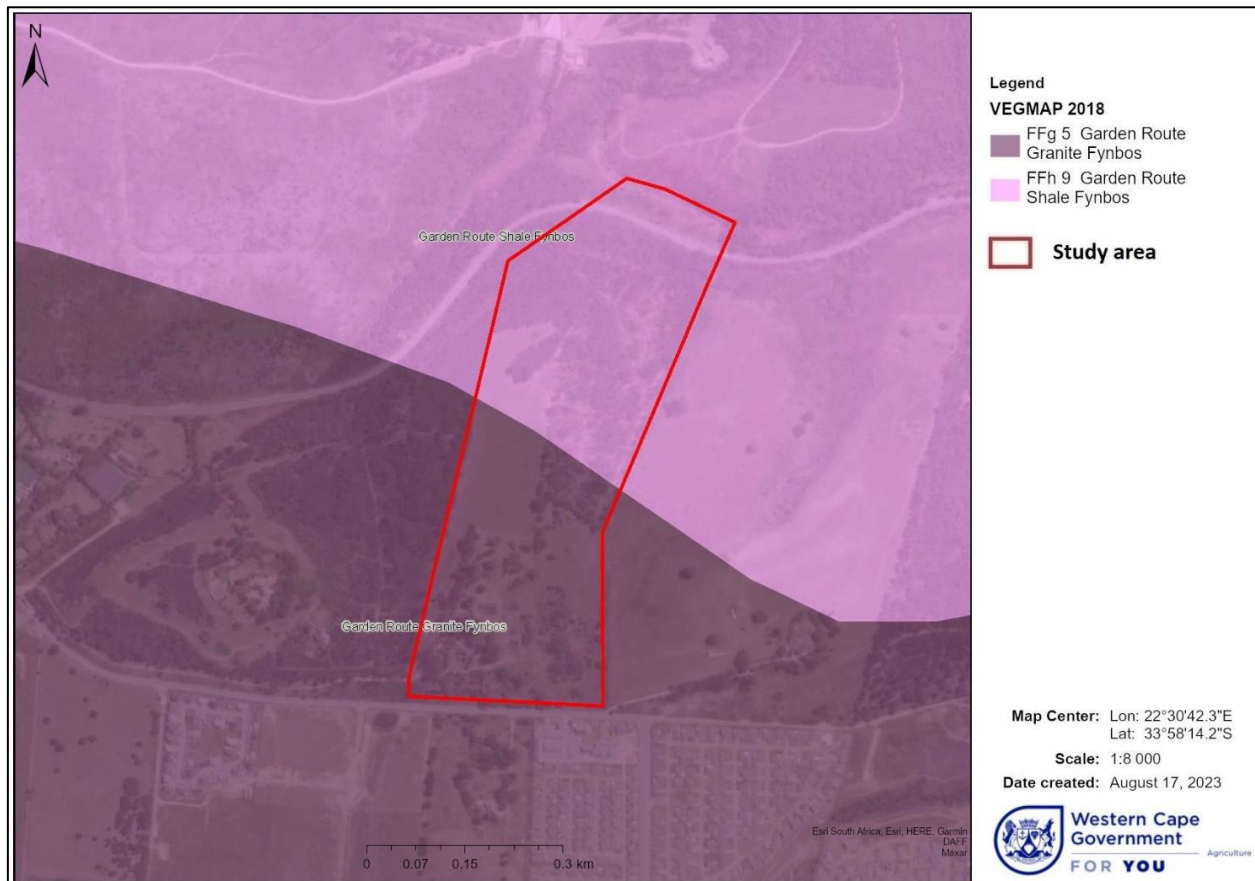 N
Garden Route Shale Fynbos
Garden Route Granite Fynbos
0 0.07 0.15 0.3 km
Esri South Africa, Esri, HERE, Garmin
DAFF
Maxar
Legend
VEGMAP 2018
FFg 5 Garden Route
Granite Fynbos
FFh 9 Garden Route
Shale Fynbos
Study area
Map Center: Lon: 22°30'42.3"E
Lat: 33°58'14.2"S
Scale: 1:8 000
Date created: August 17, 2023
Western Cape
Government
Agriculture
FOR YOU